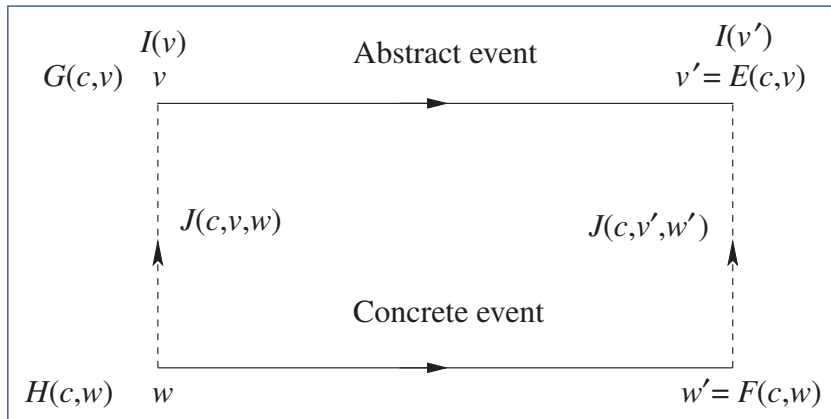 I(v) I(v′)
Abstract event
G(c,v) v v′ = E(c,v)
J(c,v,w) J(c,v′,w′)
Concrete event
H(c,w) w w′ = F(c,w)